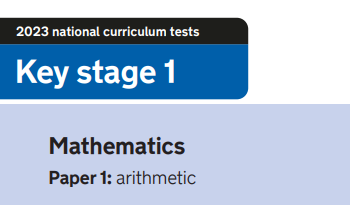 2023 national curriculum tests
Key stage 1
Mathematics
Paper 1: arithmetic